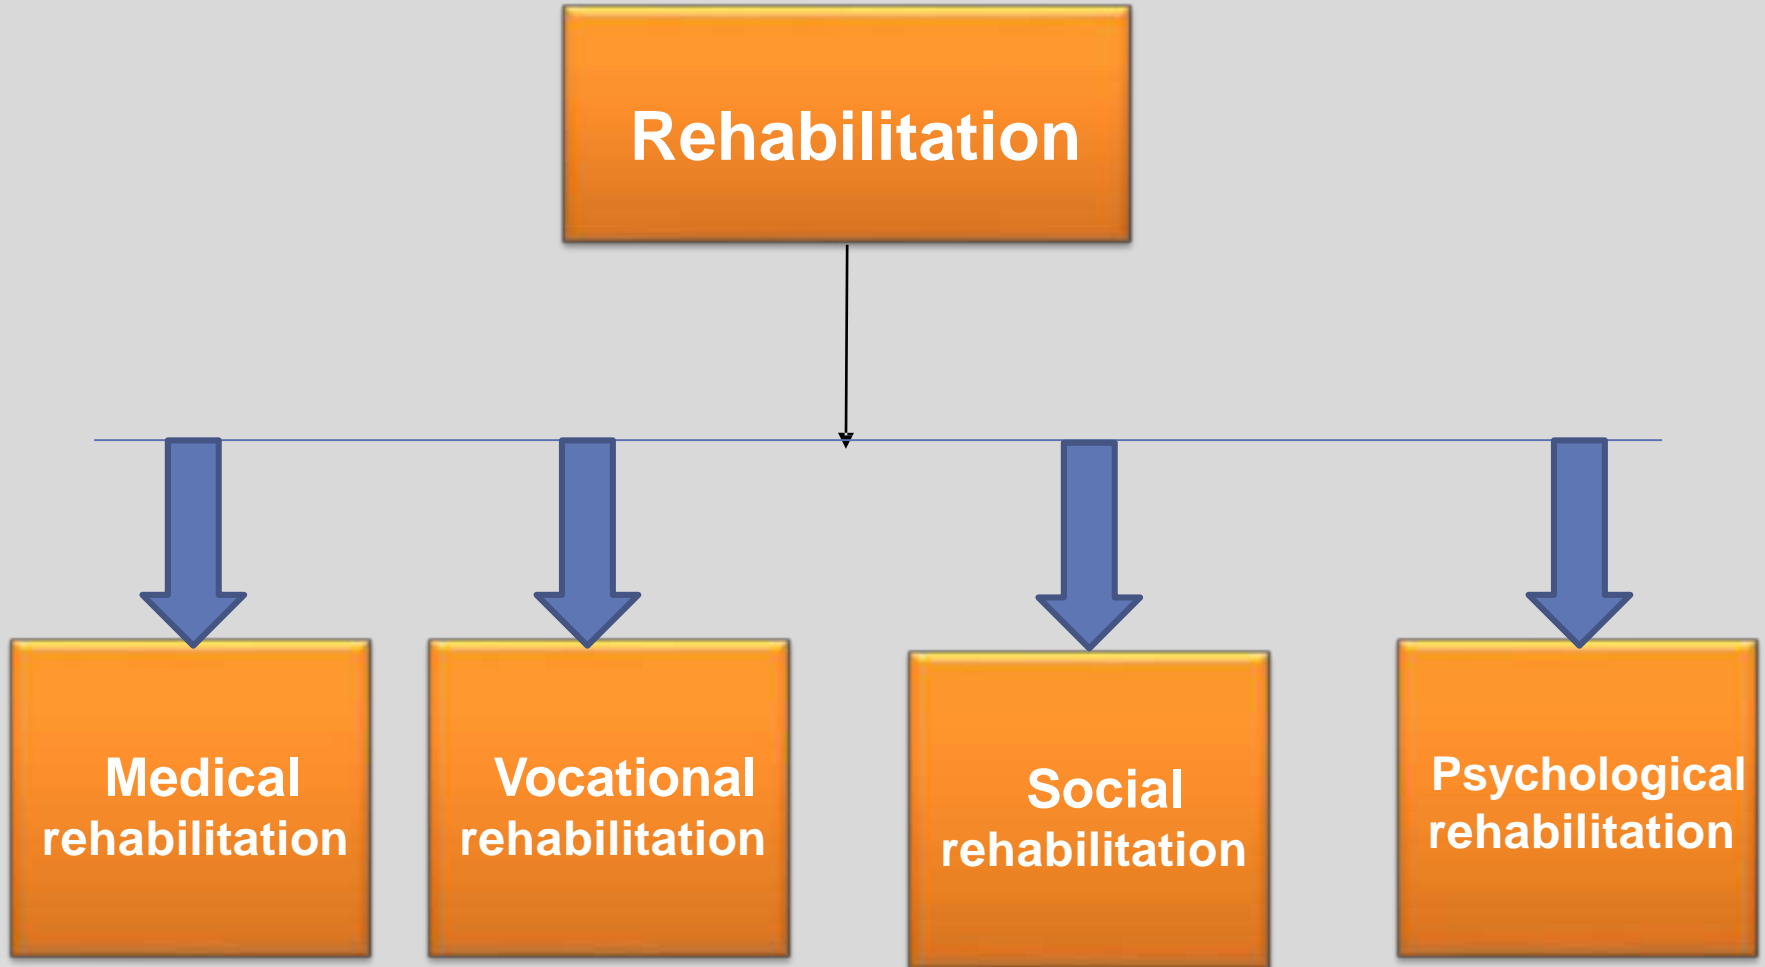 Rehabilitation
Medical
rehabilitation
Vocational
rehabilitation
Social
rehabilitation
Psychological
rehabilitation